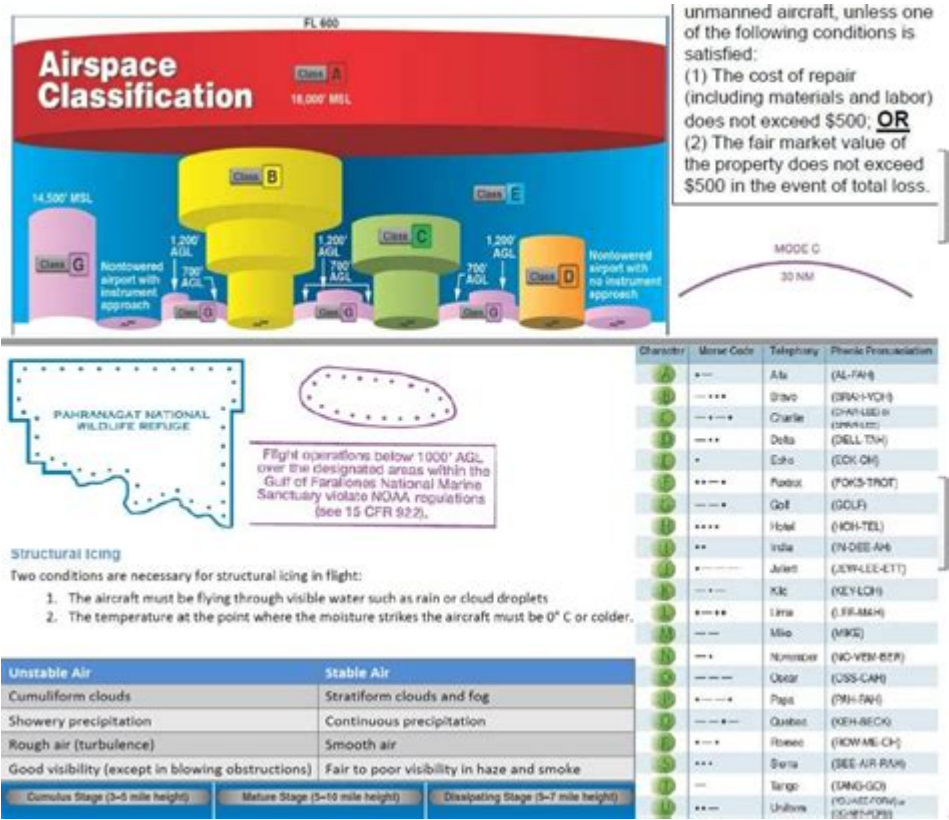 FL 600
Airspace
Classification
Class A
18,000' MSL
Class B
Class E
14,500' MSL
Class C
Class G
1,200'
AGL
700'
AGL
1,200'
AGL
700'
AGL
1,200'
AGL
700'
AGL
Class D
Nontowered
airport with
instrument
approach
Nontowered
airport with
no instrument
approach
Class G
Class G
Class G
unmanned aircraft, unless one
of the following conditions is
satisfied:
(1) The cost of repair
(including materials and labor)
does not exceed $500; OR
(2) The fair market value of
the property does not exceed
$500 in the event of total loss.
MODE C
30 NM
PAHRANAGAT NATIONAL
WILDLIFE REFUGE
Flight operations below 1000' AGL
over the designated areas within the
Gulf of Farallones National Marine
Sanctuary violate NOAA regulations
(see 15 CFR 922).
Structural Icing
Two conditions are necessary for structural icing in flight:
1. The aircraft must be flying through visible water such as rain or cloud droplets
2. The temperature at the point where the moisture strikes the aircraft must be 0° C or colder.
Unstable Air Stable Air
Cumuliform clouds Stratiform clouds and fog
Showery precipitation Continuous precipitation
Rough air (turbulence) Smooth air
Good visibility (except in blowing obstructions) Fair to poor visibility in haze and smoke
Cumulus Stage (3-5 mile height) Mature Stage (5-10 mile height) Dissipating Stage (5-7 mile height)
Character Morse Code Telephony Phonic Pronunciation
A •— Alfa (AL-FAH)
B —••• Bravo (BRAH-VOH)
C —•—• Charlie
D —•• Delta (DELL-TAH)
E • Echo (ECK-OH)
F ••—• Foxtrot (FOKS-TROT)
G ——• Golf (GOLF)
H •••• Hotel (HOH-TEL)
I •• India (IN-DEE-AH)
J •——— Juliett (JEW-LEE-ETT)
K —•— Kilo (KEY-LOH)
L •—•• Lima (LEE-MAH)
M —— Mike (MIKE)
N —• November (NO-VEM-BER)
O ——— Oscar (OSS-CAH)
P •——• Papa (PAH-PAH)
Q ——•— Quebec (KEH-BECK)
R •—• Romeo (ROW-ME-OH)
S ••• Sierra (SEE-AIR-RAH)
T — Tango (TANG-GO)
U ••— Uniform